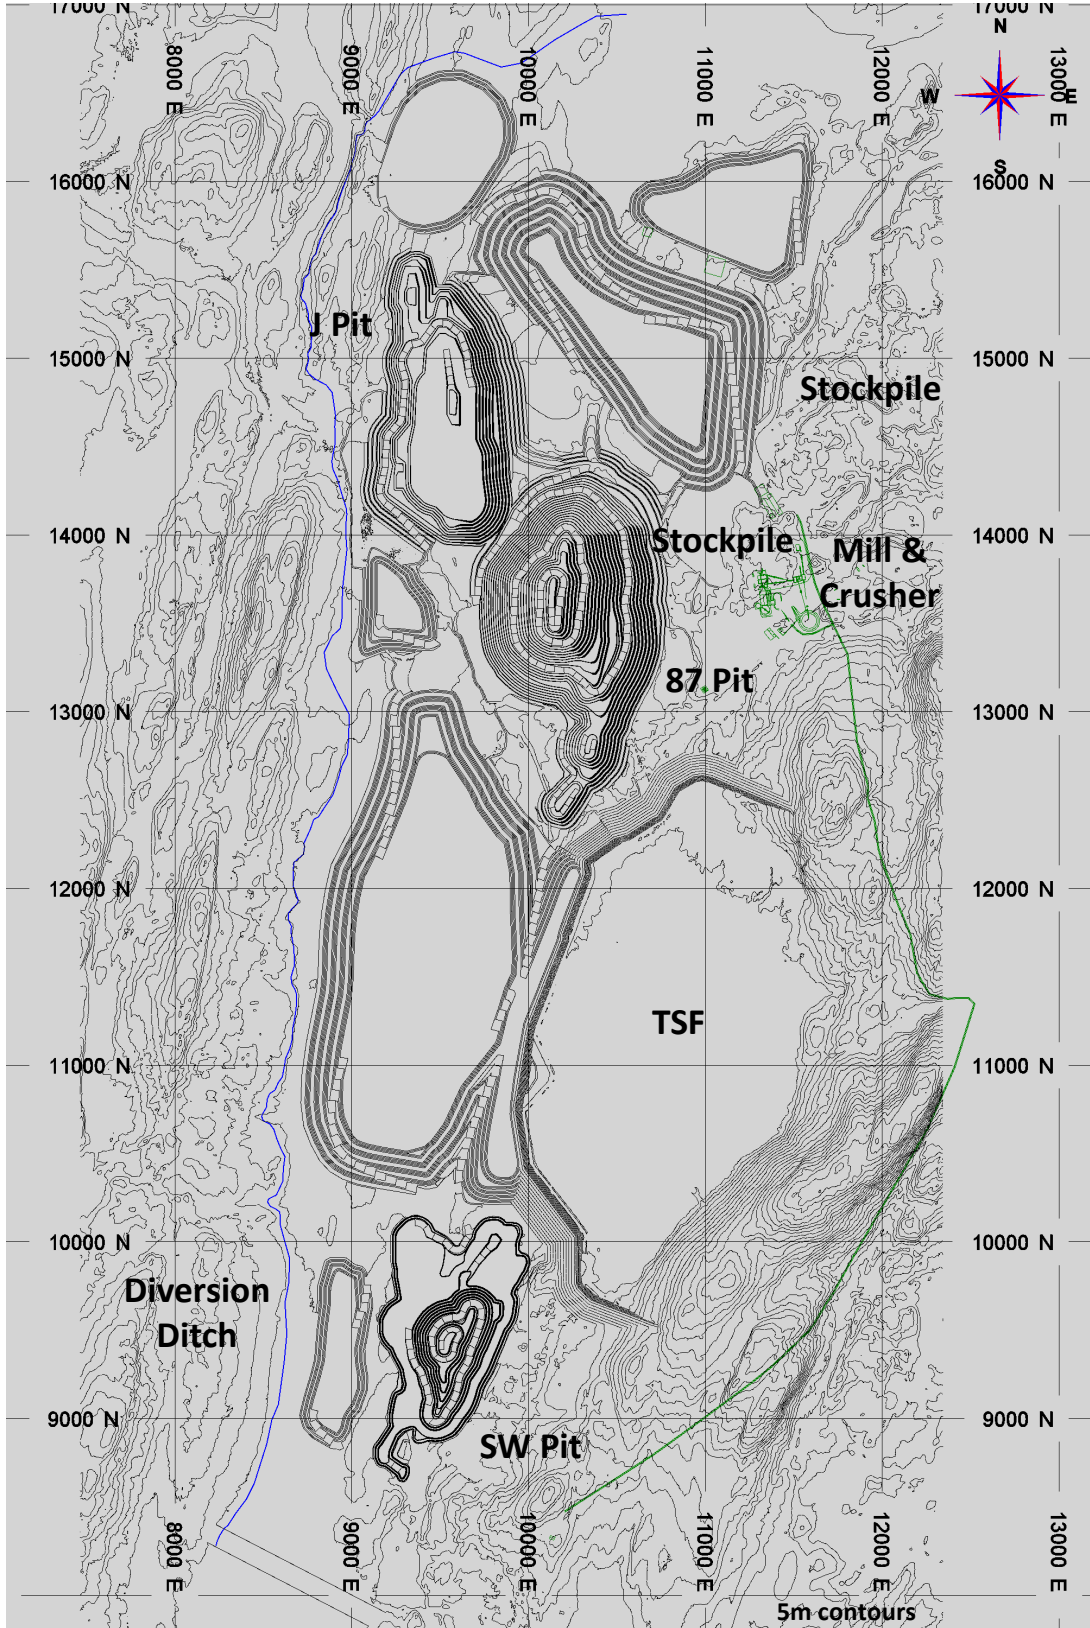 17000 N
17000 N
N
8000 E
9000 E
10000 E
11000 E
12000 E
13000 E
W
E
S
16000 N
16000 N
J Pit
15000 N
15000 N
Stockpile
14000 N
14000 N
Stockpile
Mill &
Crusher
87 Pit
13000 N
13000 N
12000 N
12000 N
TSF
11000 N
11000 N
10000 N
10000 N
Diversion
Ditch
9000 N
9000 N
SW Pit
8000 E
9000 E
10000 E
11000 E
12000 E
13000 E
5m contours